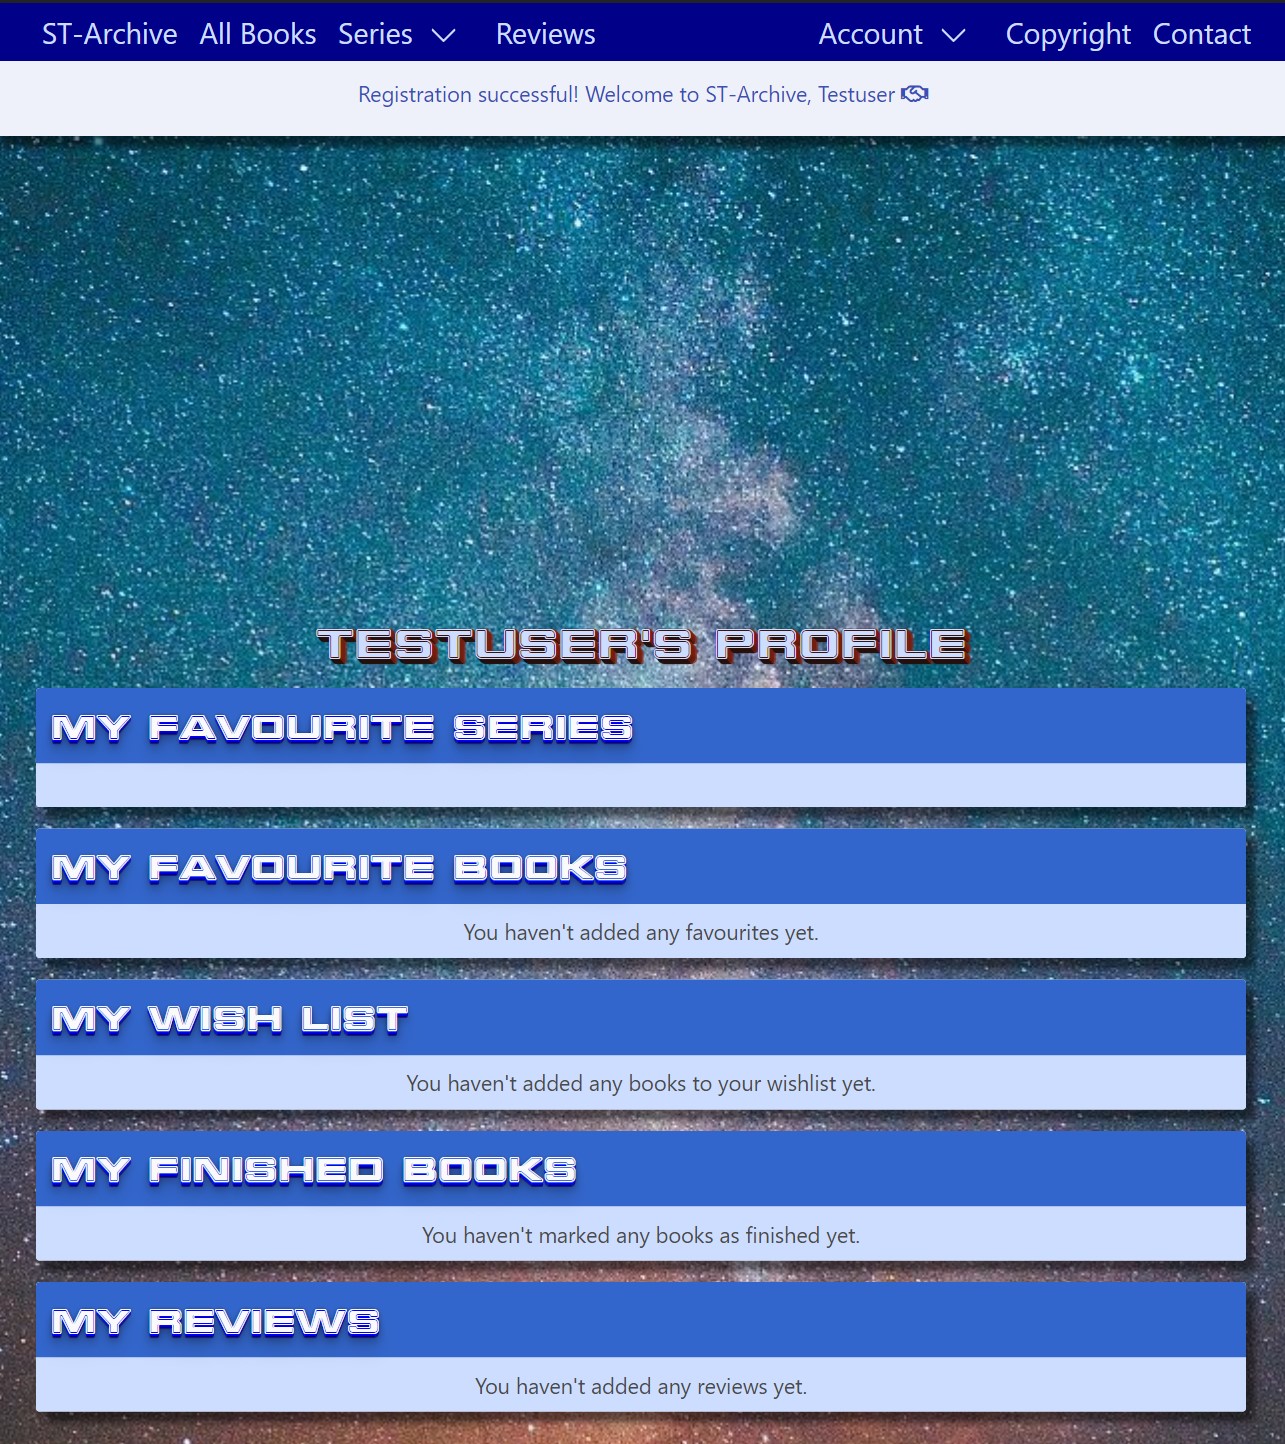 ST-Archive All Books Series Reviews Account Copyright Contact
Registration successful! Welcome to ST-Archive, Testuser
TESTUSER'S PROFILE
MY FAVOURITE SERIES
MY FAVOURITE BOOKS
You haven't added any favourites yet.
MY WISH LIST
You haven't added any books to your wishlist yet.
MY FINISHED BOOKS
You haven't marked any books as finished yet.
MY REVIEWS
You haven't added any reviews yet.